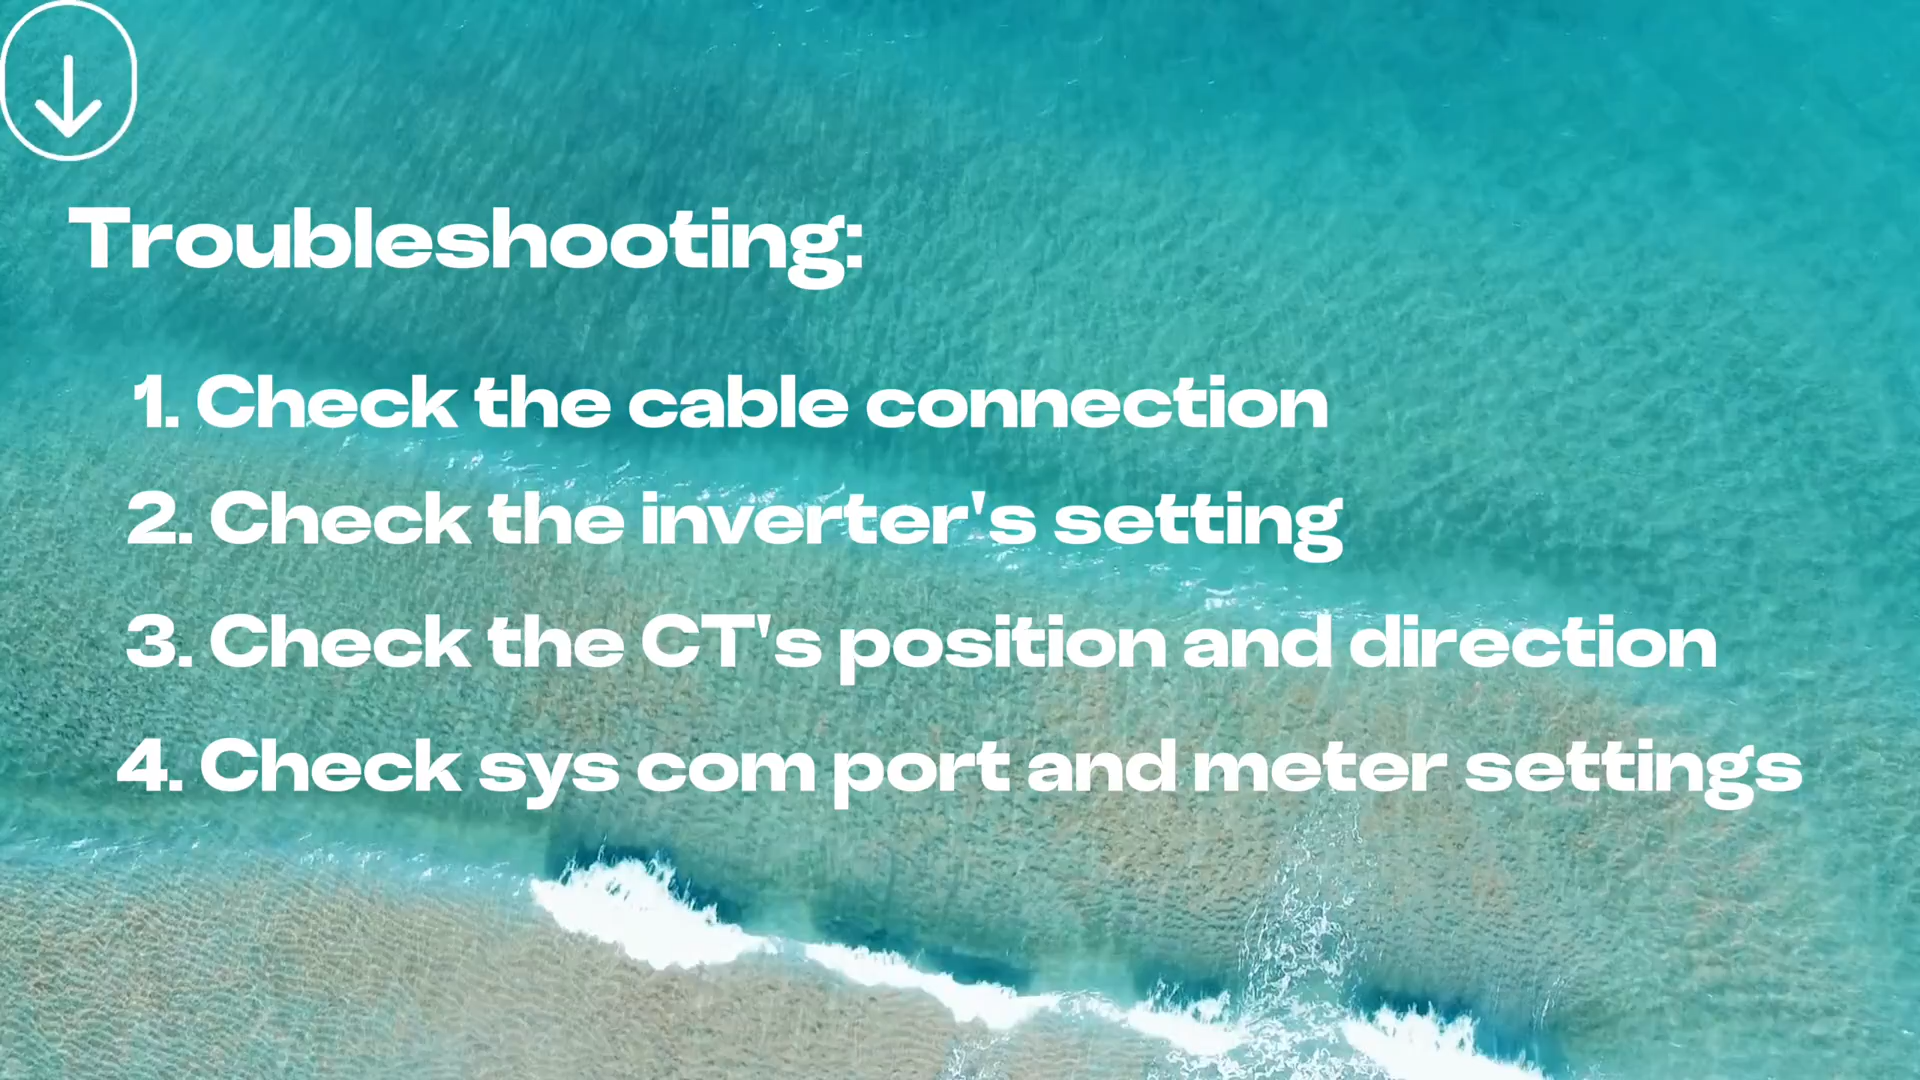 Troubleshooting:
1. Check the cable connection
2. Check the inverter's setting
3. Check the CT's position and direction
4. Check sys com port and meter settings